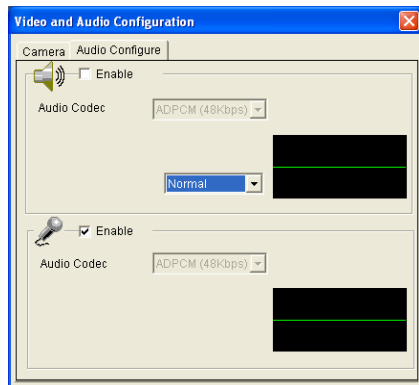 Video and Audio Configuration
Camera Audio Configure
Enable
Audio Codec ADPCM (48Kbps)
Normal
Enable
Audio Codec ADPCM (48Kbps)